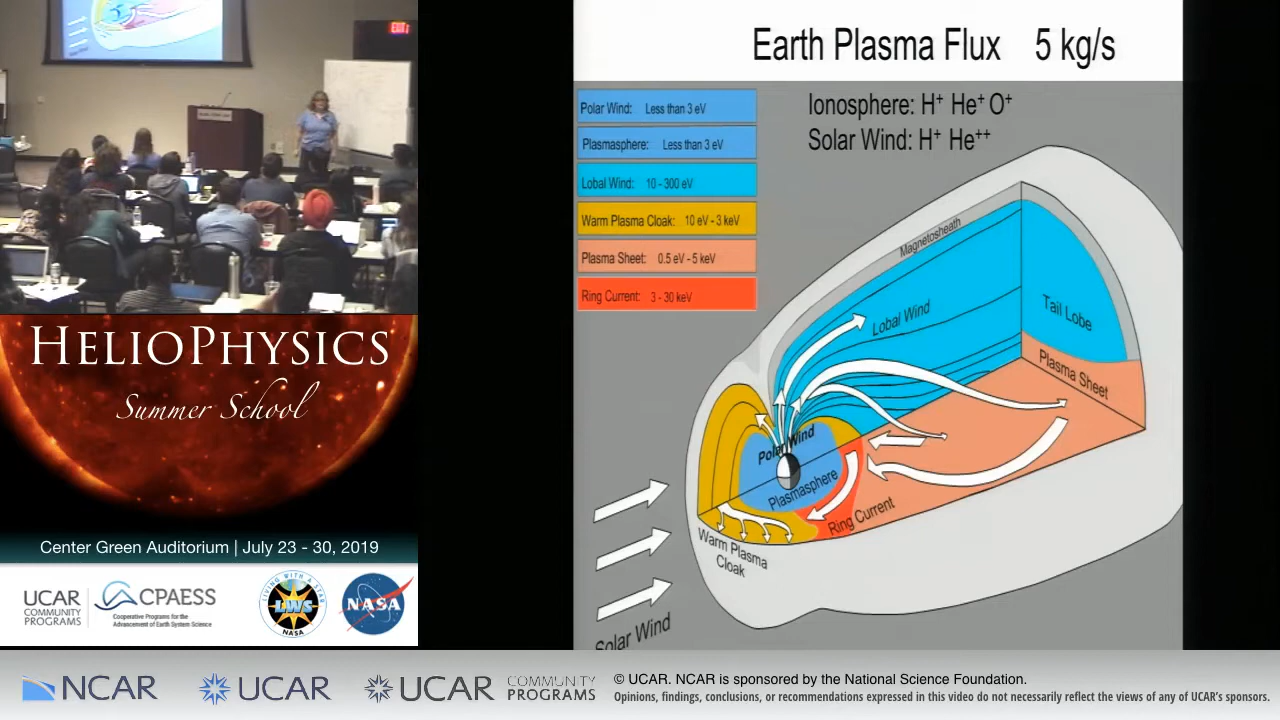 EXIT
HELIOPHYSICS
Summer School
Center Green Auditorium | July 23 - 30, 2019
UCAR
COMMUNITY
PROGRAMS
CPAESS
Cooperative Programs for the
Advancement of Earth System Science
LIVING WITH A STAR
LWS
NASA
NASA
Earth Plasma Flux 5 kg/s
Ionosphere: H⁺ He⁺ O⁺
Solar Wind: H⁺ He⁺⁺
Polar Wind: Less than 3 eV
Plasmasphere: Less than 3 eV
Lobal Wind: 10 - 300 eV
Warm Plasma Cloak: 10 eV - 3 keV
Plasma Sheet: 0.5 eV - 5 keV
Ring Current: 3 - 30 keV
Magnetosheath
Lobal Wind
Tail Lobe
Plasma Sheet
Polar Wind
Plasmasphere
Ring Current
Warm Plasma
Cloak
Solar Wind
NCAR
UCAR
UCAR
COMMUNITY
PROGRAMS
© UCAR. NCAR is sponsored by the National Science Foundation.
Opinions, findings, conclusions, or recommendations expressed in this video do not necessarily reflect the views of any of UCAR's sponsors.